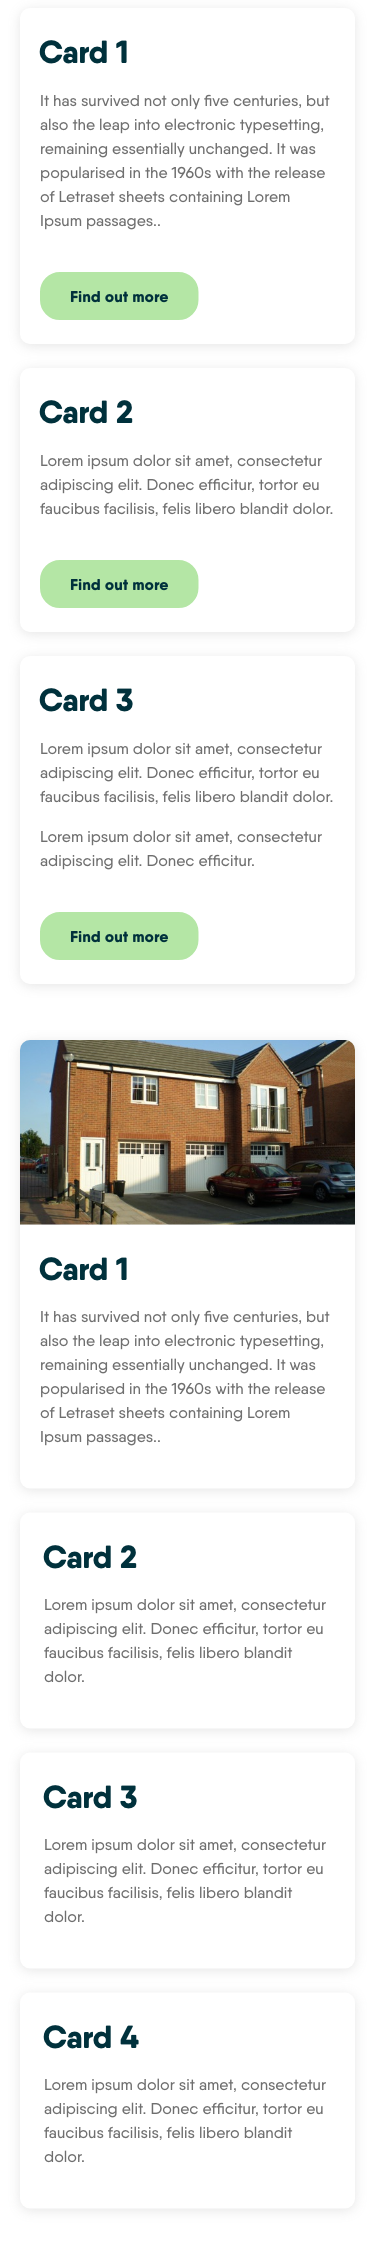 Card 1
It has survived not only five centuries, but
also the leap into electronic typesetting,
remaining essentially unchanged. It was
popularised in the 1960s with the release
of Letraset sheets containing Lorem
Ipsum passages..
Find out more
Card 2
Lorem ipsum dolor sit amet, consectetur
adipiscing elit. Donec efficitur, tortor eu
faucibus facilisis, felis libero blandit dolor.
Find out more
Card 3
Lorem ipsum dolor sit amet, consectetur
adipiscing elit. Donec efficitur, tortor eu
faucibus facilisis, felis libero blandit dolor.
Lorem ipsum dolor sit amet, consectetur
adipiscing elit. Donec efficitur.
Find out more
Card 1
It has survived not only five centuries, but
also the leap into electronic typesetting,
remaining essentially unchanged. It was
popularised in the 1960s with the release
of Letraset sheets containing Lorem
Ipsum passages..
Card 2
Lorem ipsum dolor sit amet, consectetur
adipiscing elit. Donec efficitur, tortor eu
faucibus facilisis, felis libero blandit
dolor.
Card 3
Lorem ipsum dolor sit amet, consectetur
adipiscing elit. Donec efficitur, tortor eu
faucibus facilisis, felis libero blandit
dolor.
Card 4
Lorem ipsum dolor sit amet, consectetur
adipiscing elit. Donec efficitur, tortor eu
faucibus facilisis, felis libero blandit
dolor.